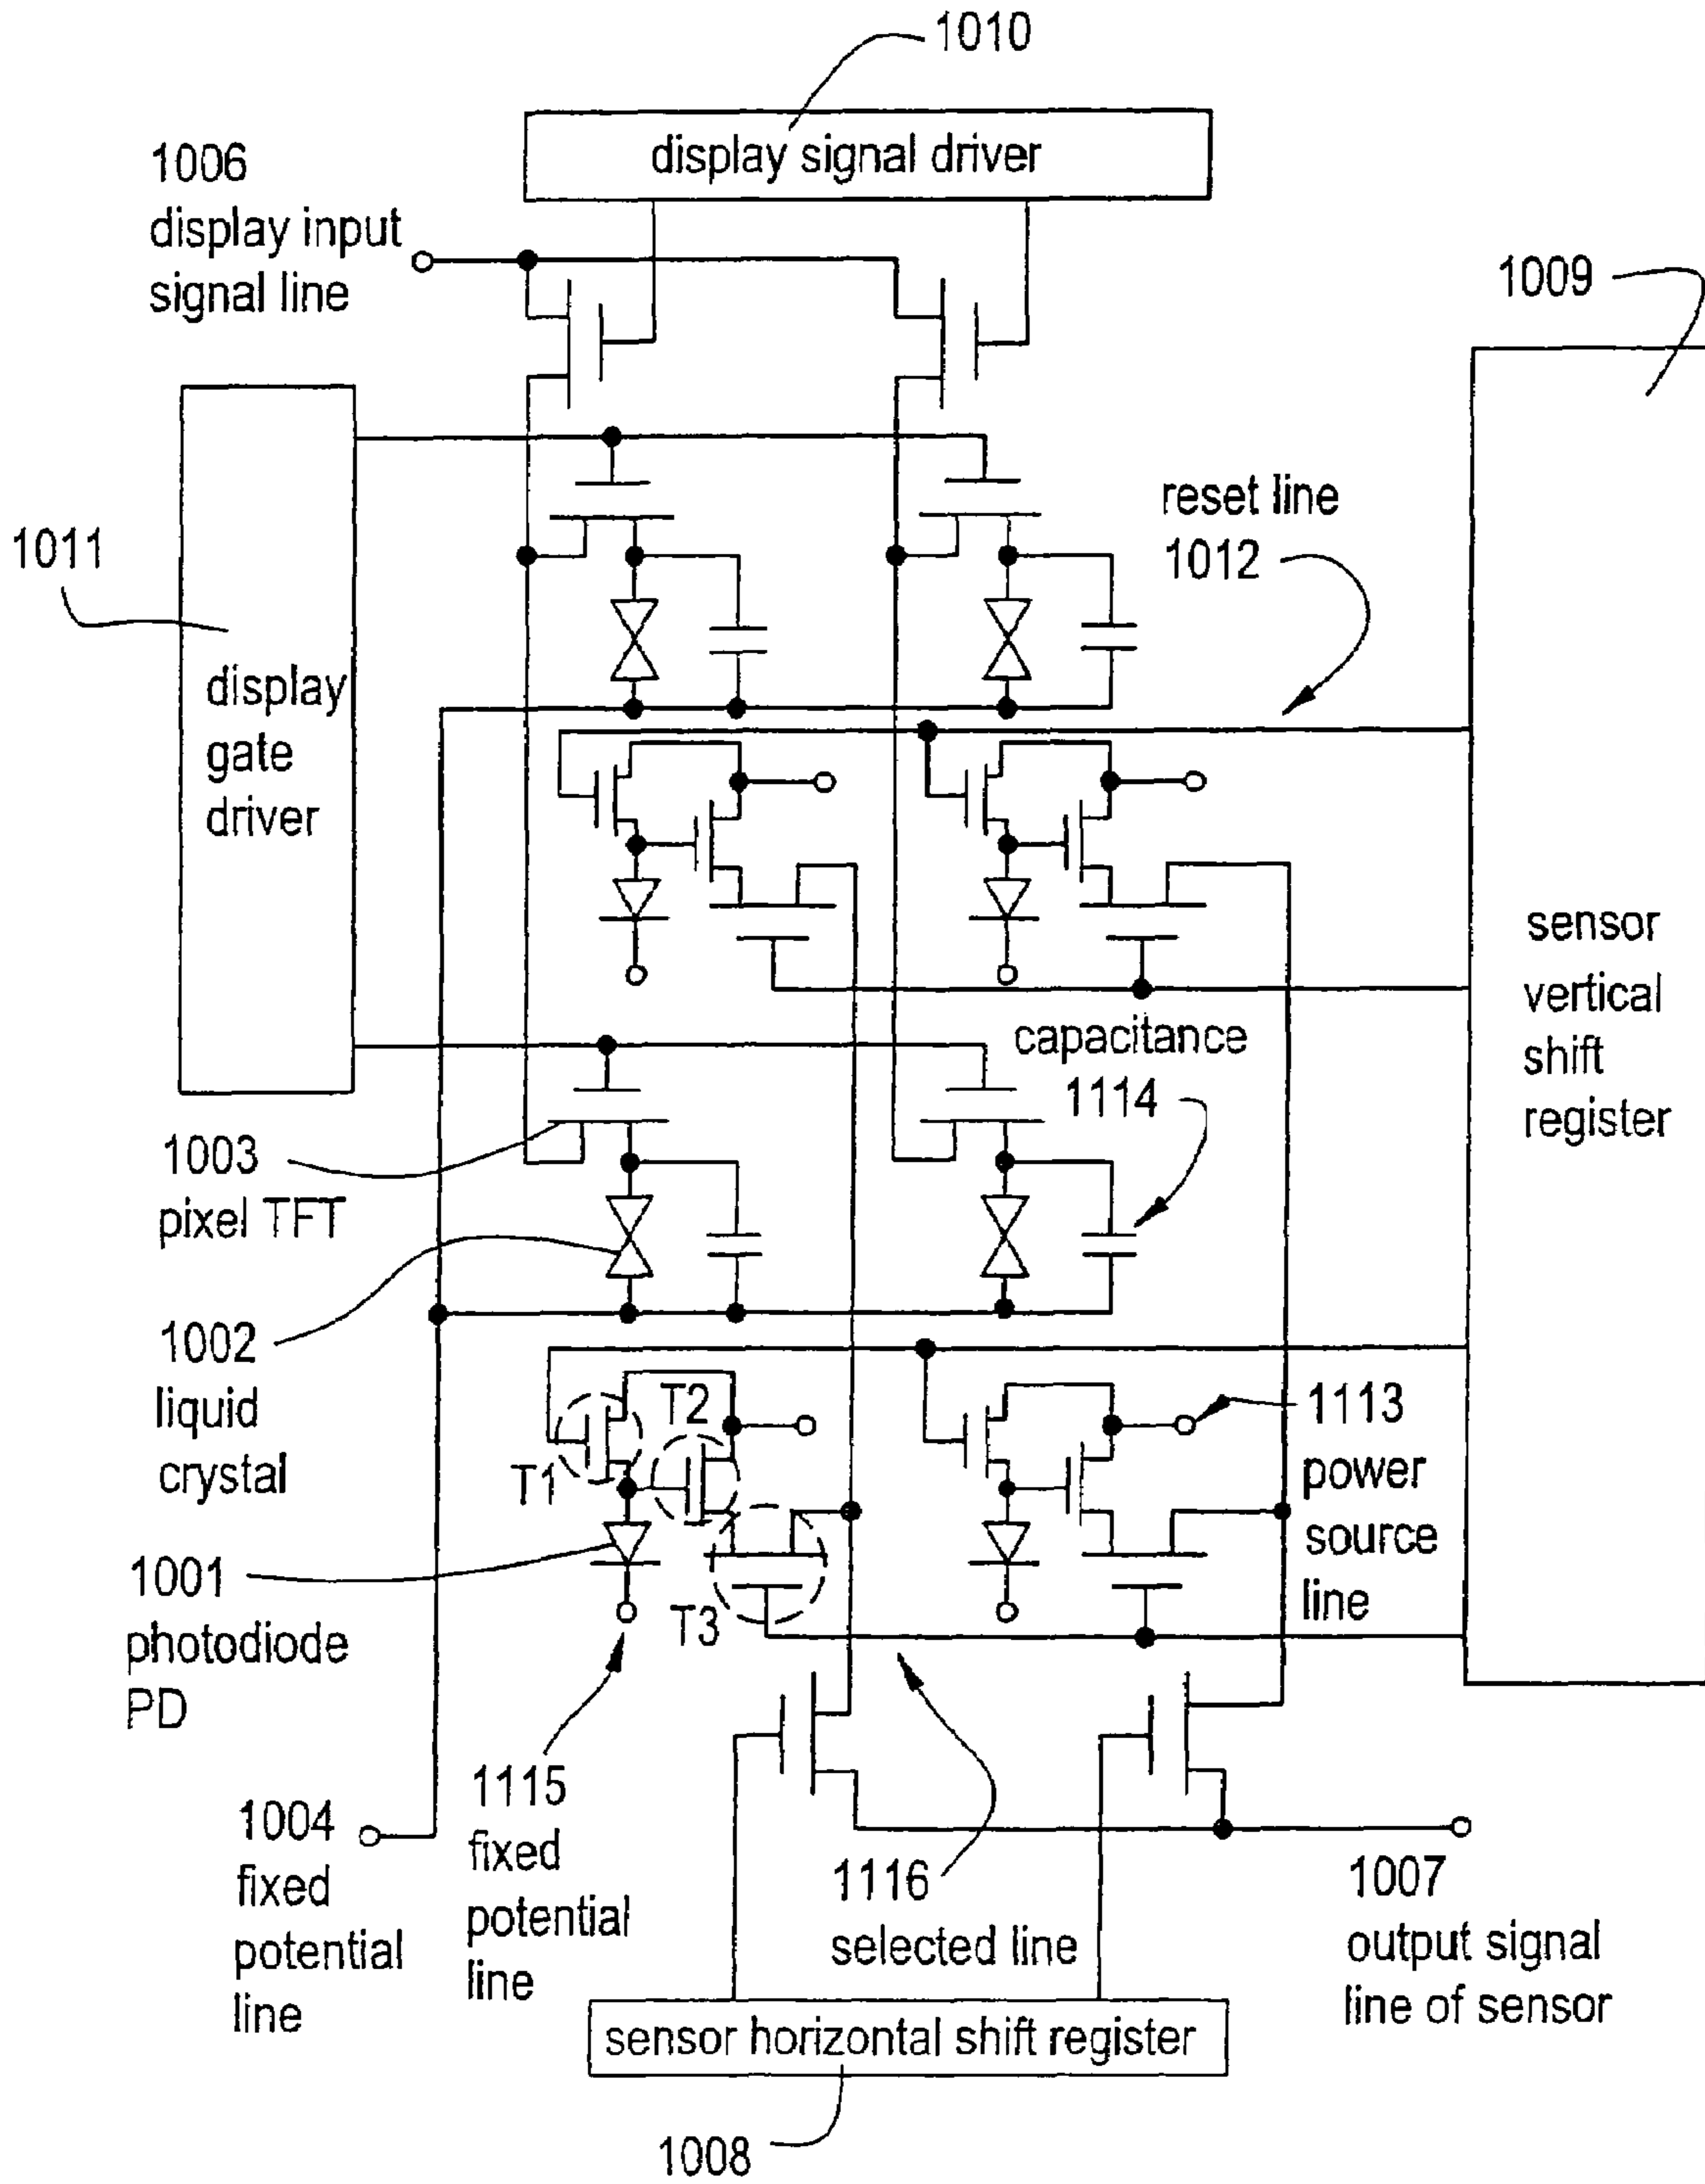 1010
display signal driver
1006
display input
signal line
1009
1011
display
gate
driver
reset line
1012
sensor
vertical
shift
register
capacitance
1114
1003
pixel TFT
1002
liquid
crystal
T1
T2
T3
1113
power
source
line
1001
photodiode
PD
1115
fixed
potential
line
1004
fixed
potential
line
1116
selected line
1007
output signal
line of sensor
sensor horizontal shift register
1008